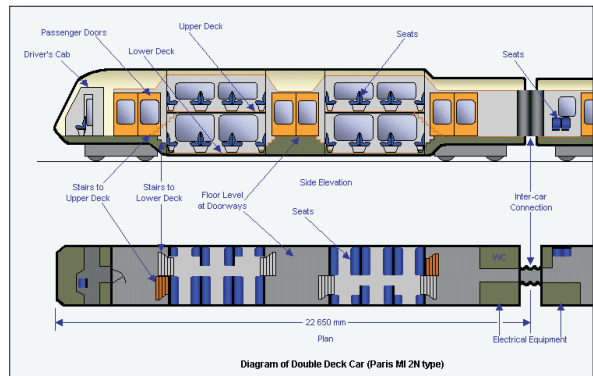 Passenger Doors
Upper Deck
Driver's Cab
Lower Deck
Seats
Seats
Stairs to
Upper Deck
Stairs to
Lower Deck
Floor Level
at Doorways
Side Elevation
Seats
Inter-car
Connection
WC
22 650 mm
Plan
Electrical Equipment
Diagram of Double Deck Car (Paris MI 2N type)